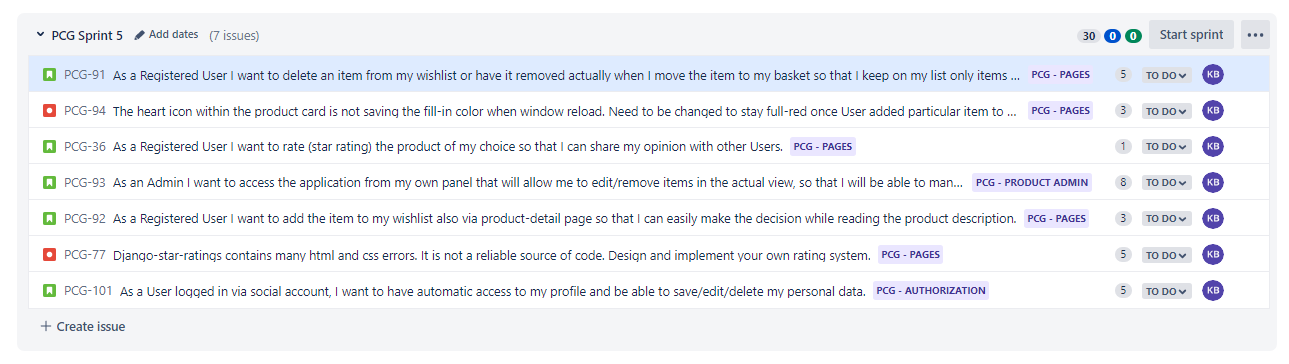 PCG Sprint 5 Add dates (7 issues) 30 0 0 Start sprint
PCG-91 As a Registered User I want to delete an item from my wishlist or have it removed actually when I move the item to my basket so that I keep on my list only items ... PCG - PAGES 5 TO DO KB
PCG-94 The heart icon within the product card is not saving the fill-in color when window reload. Need to be changed to stay full-red once User added particular item to ... PCG - PAGES 3 TO DO KB
PCG-36 As a Registered User I want to rate (star rating) the product of my choice so that I can share my opinion with other Users. PCG - PAGES 1 TO DO KB
PCG-93 As an Admin I want to access the application from my own panel that will allow me to edit/remove items in the actual view, so that I will be able to man... PCG - PRODUCT ADMIN 8 TO DO KB
PCG-92 As a Registered User I want to add the item to my wishlist also via product-detail page so that I can easily make the decision while reading the product description. PCG - PAGES 3 TO DO KB
PCG-77 Django-star-ratings contains many html and css errors. It is not a reliable source of code. Design and implement your own rating system. PCG - PAGES 5 TO DO KB
PCG-101 As a User logged in via social account, I want to have automatic access to my profile and be able to save/edit/delete my personal data. PCG - AUTHORIZATION 5 TO DO KB
+ Create issue